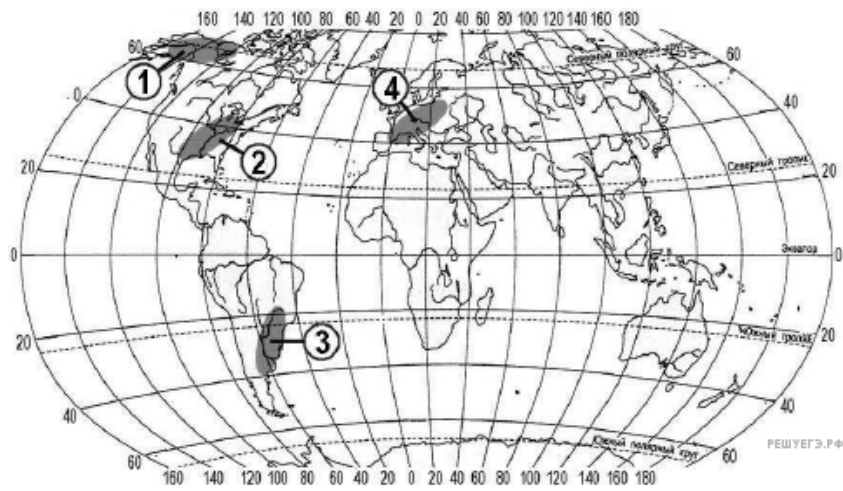 160 140 120 100 80 60 40 20 0 20 40 60 80 100 120 140 160 180
60 Северный полярный круг 60
1
4
0 40
2
20 Северный тропик 20
0 Экватор 0
3
20 Южный тропик 20
40 40
Южный полярный круг
60 60
РЕШУЕГЭ.РФ
160 140 120 100 80 60 40 20 0 20 40 60 80 100 120 140 160 180